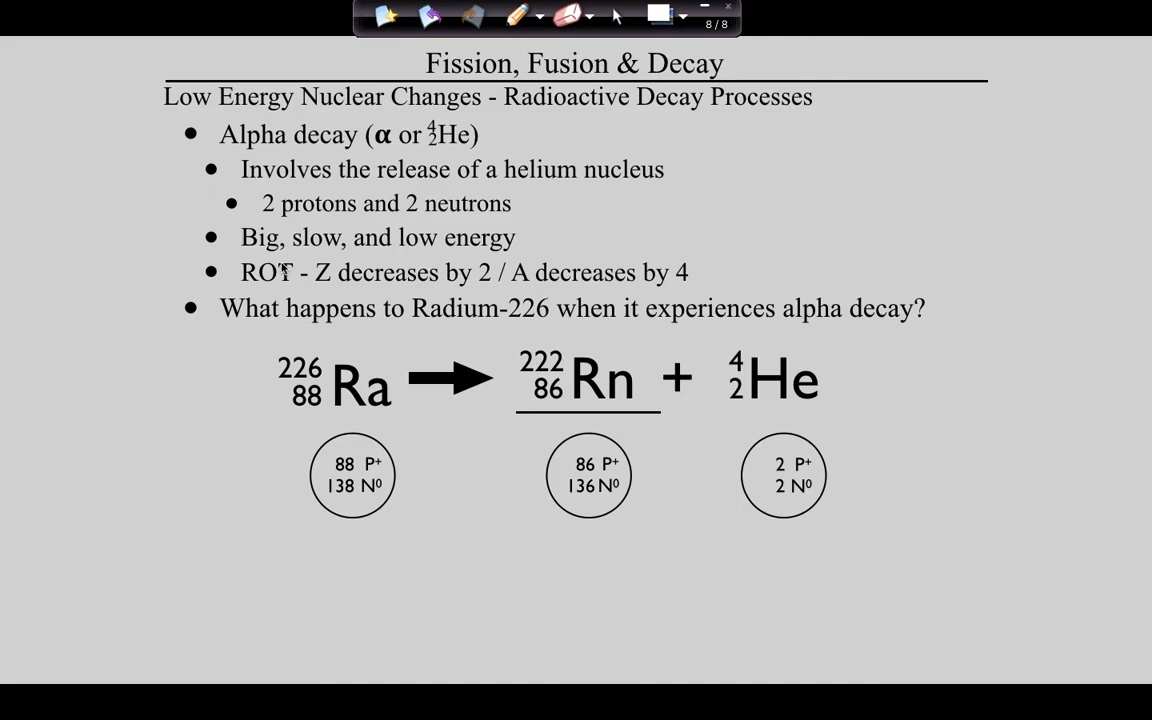 8 / 8
Fission, Fusion & Decay
Low Energy Nuclear Changes - Radioactive Decay Processes
• Alpha decay (α or ⁴₂He)
• Involves the release of a helium nucleus
• 2 protons and 2 neutrons
• Big, slow, and low energy
• ROT - Z decreases by 2 / A decreases by 4
• What happens to Radium-226 when it experiences alpha decay?
²²⁶₈₈Ra → ²²²₈₆Rn + ⁴₂He
88 P⁺ 86 P⁺ 2 P⁺
138 N⁰ 136 N⁰ 2 N⁰